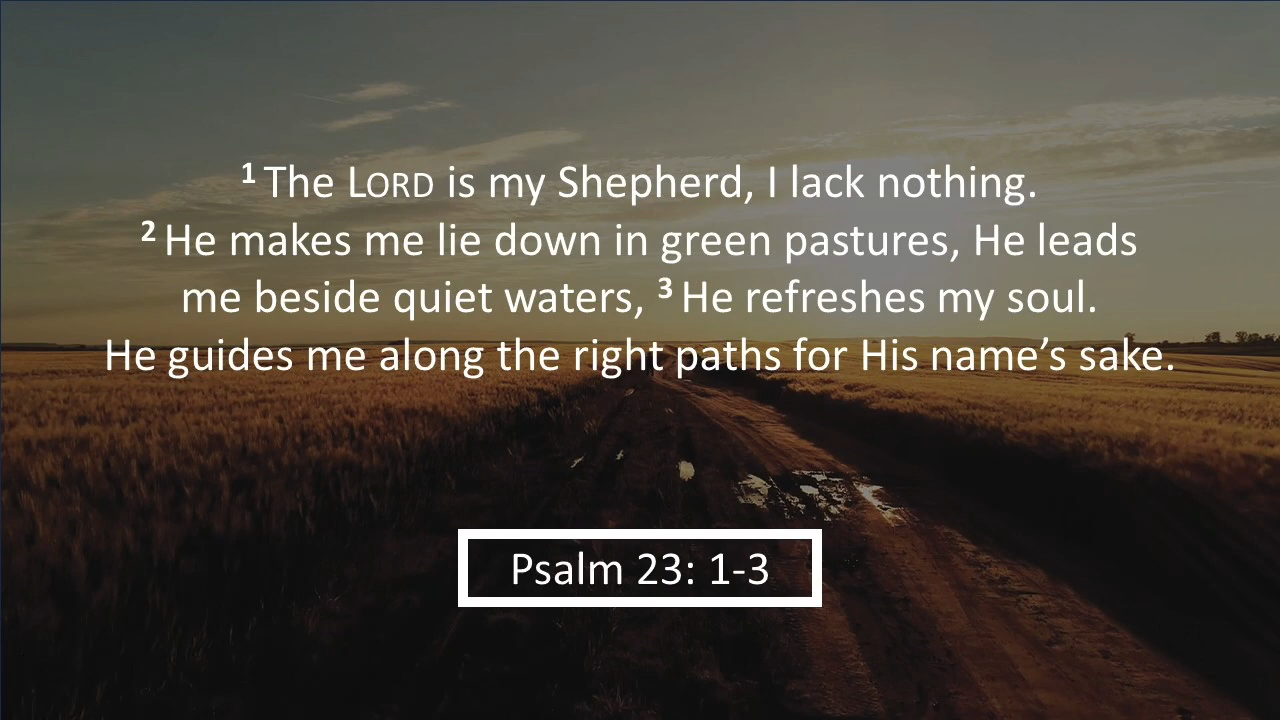 1 The LORD is my Shepherd, I lack nothing.
2 He makes me lie down in green pastures, He leads
me beside quiet waters, 3 He refreshes my soul.
He guides me along the right paths for His name’s sake.
Psalm 23: 1-3